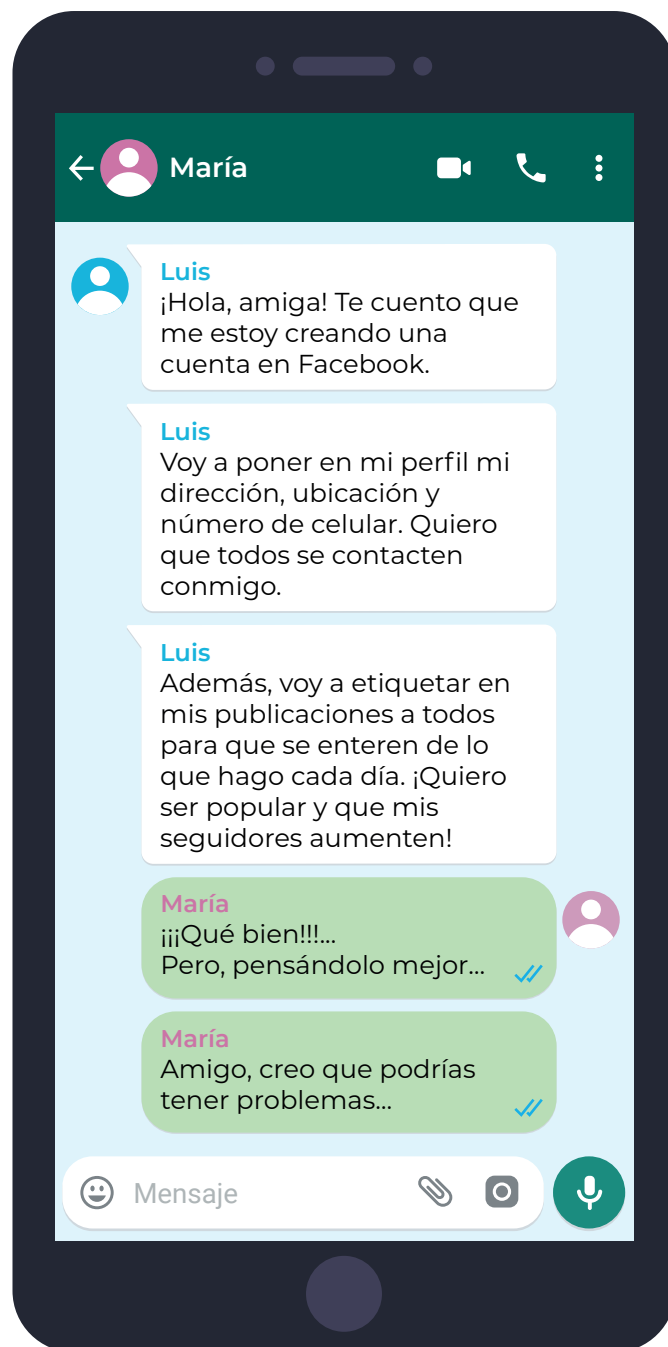 María
Luis
¡Hola, amiga! Te cuento que
me estoy creando una
cuenta en Facebook.
Luis
Voy a poner en mi perfil mi
dirección, ubicación y
número de celular. Quiero
que todos se contacten
conmigo.
Luis
Además, voy a etiquetar en
mis publicaciones a todos
para que se enteren de lo
que hago cada día. ¡Quiero
ser popular y que mis
seguidores aumenten!
María
¡¡¡Qué bien!!!...
Pero, pensándolo mejor...
María
Amigo, creo que podrías
tener problemas...
Mensaje